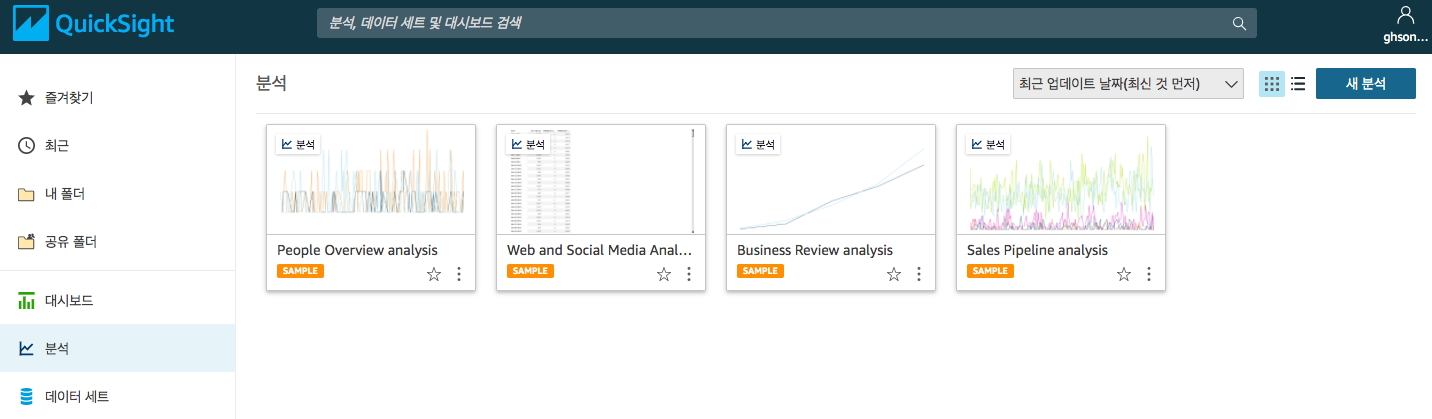 QuickSight
분석, 데이터 세트 및 대시보드 검색
ghson...
즐겨찾기
최근
내 폴더
공유 폴더
대시보드
분석
데이터 세트
분석
최근 업데이트 날짜(최신 것 먼저)
새 분석
분석
People Overview analysis
SAMPLE
분석
Web and Social Media Anal...
SAMPLE
분석
Business Review analysis
SAMPLE
분석
Sales Pipeline analysis
SAMPLE